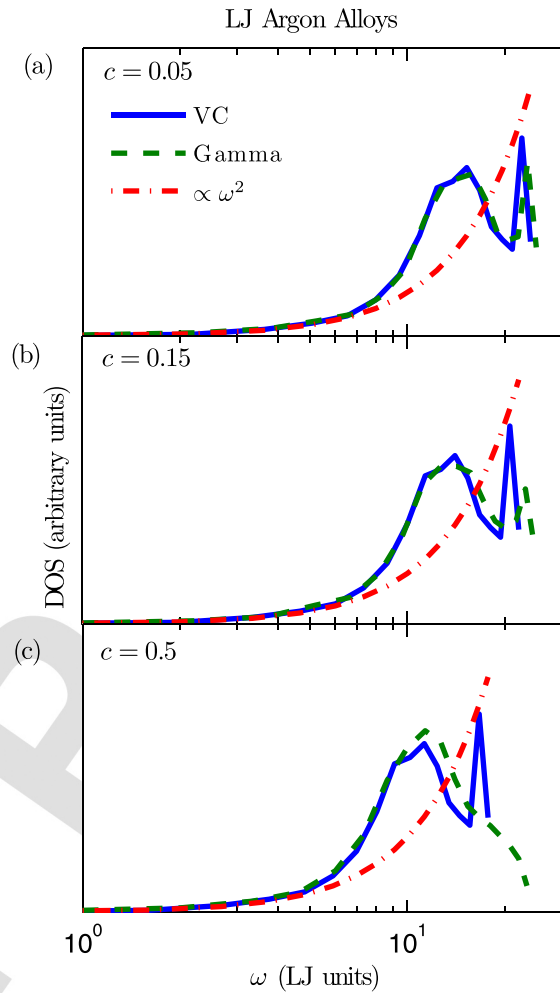 LJ Argon Alloys
(a)
c = 0.05
VC
Gamma
∝ ω²
(b)
c = 0.15
DOS (arbitrary units)
(c)
c = 0.5
10⁰
10¹
ω (LJ units)